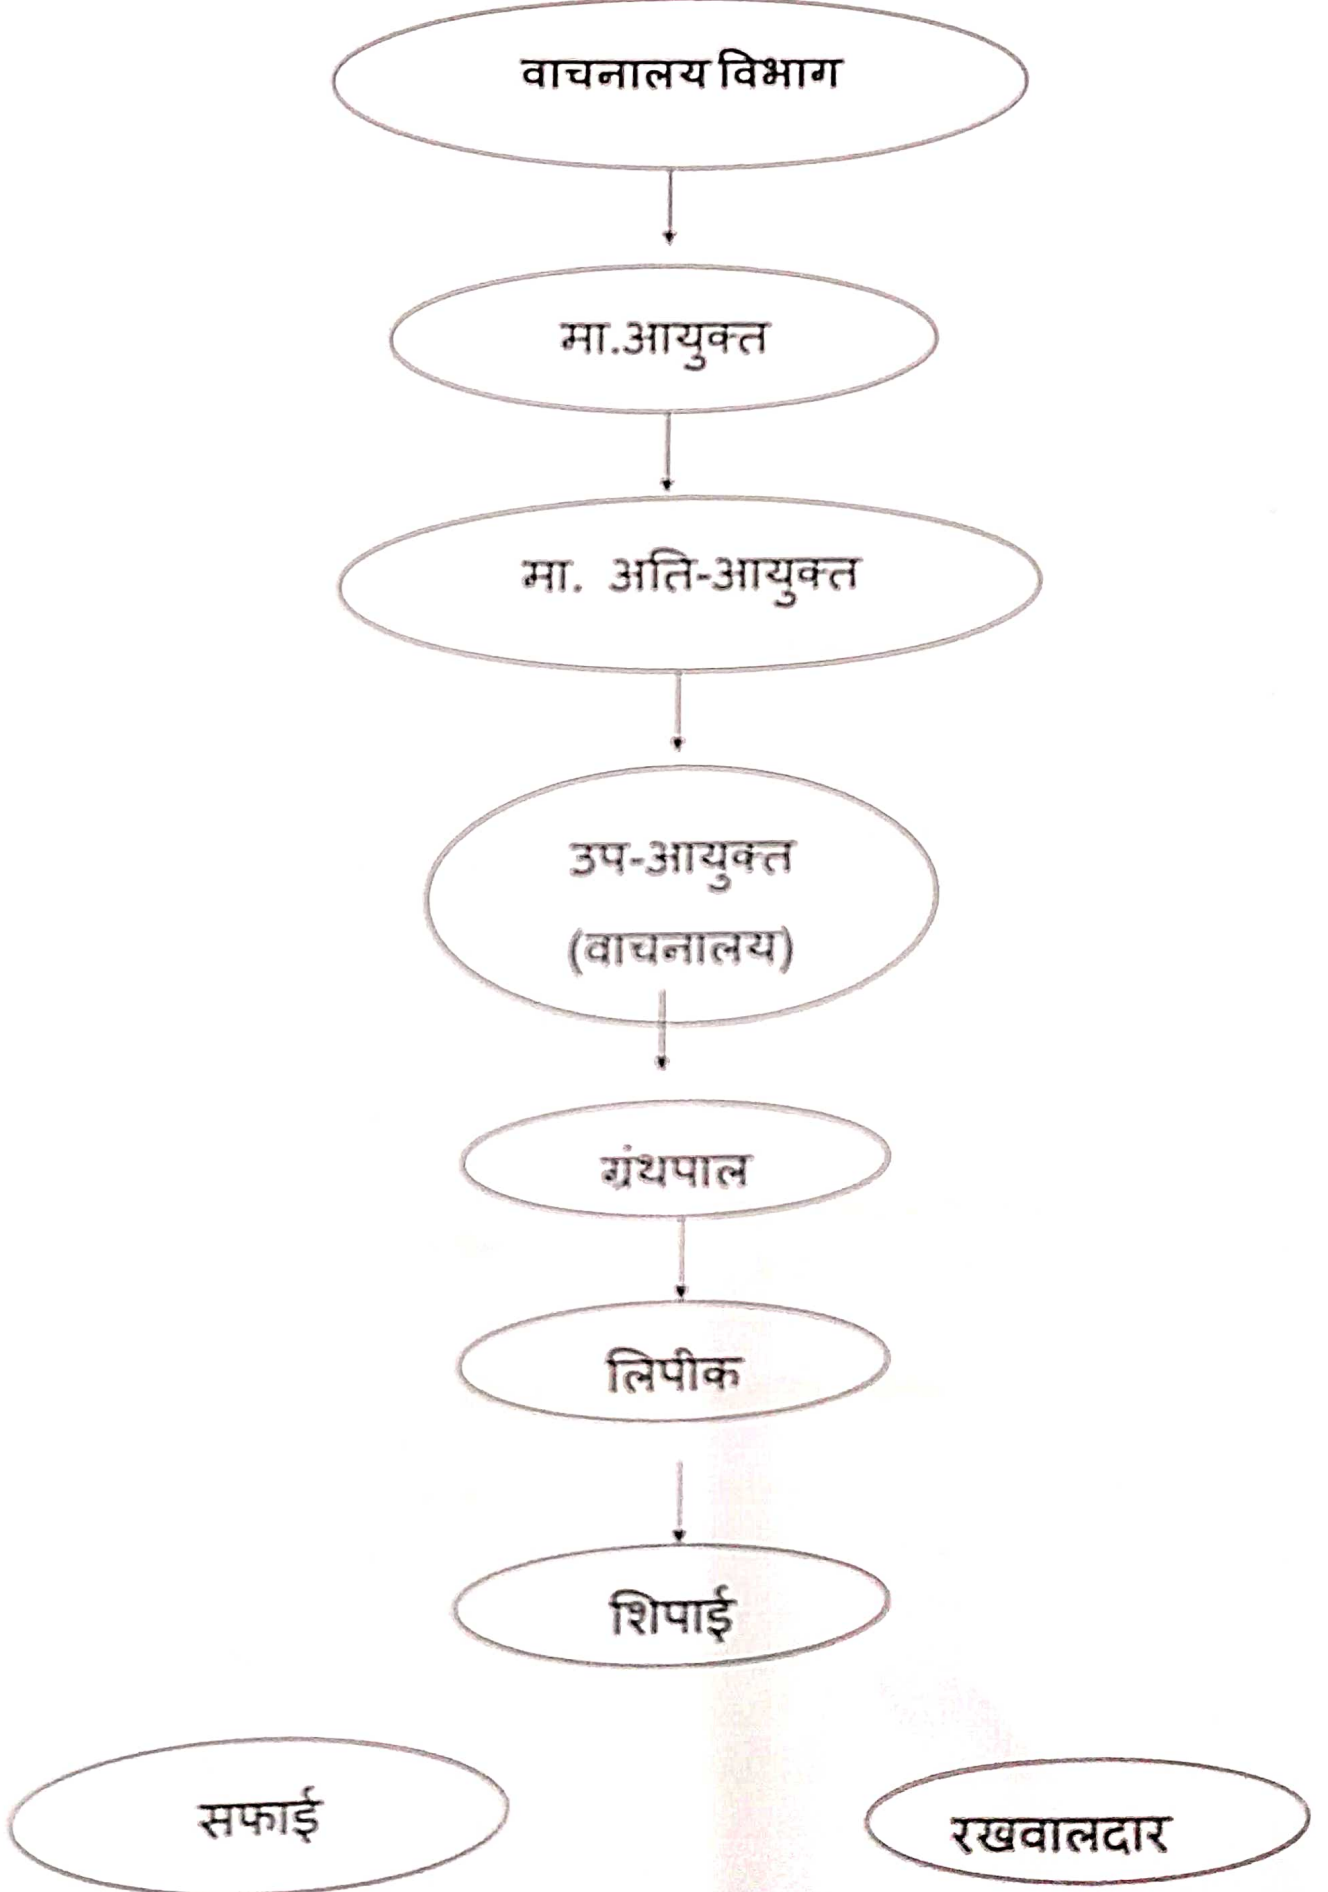 वाचनालय विभाग
मा.आयुक्त
मा. अति-आयुक्त
उप-आयुक्त
(वाचनालय)
ग्रंथपाल
लिपीक
शिपाई
सफाई
रखवालदार